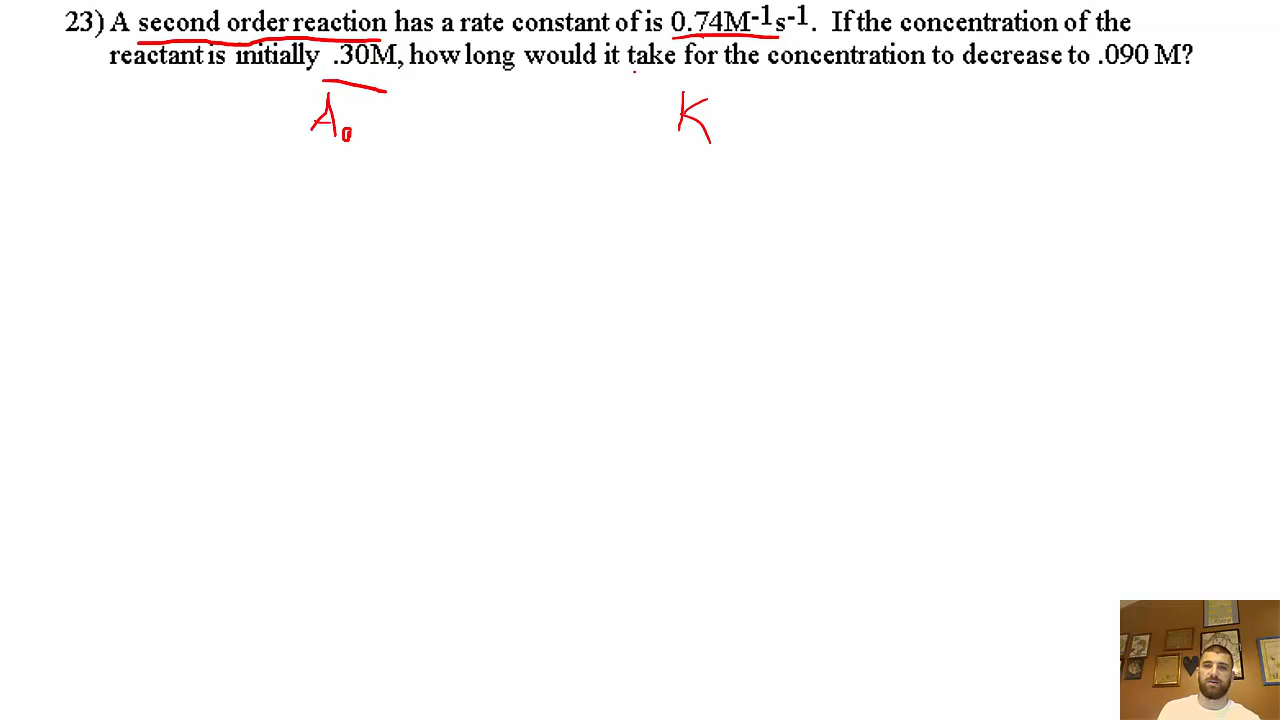 23) A second order reaction has a rate constant of is 0.74M-1s-1. If the concentration of the
reactant is initially .30M, how long would it take for the concentration to decrease to .090 M?
A0 K